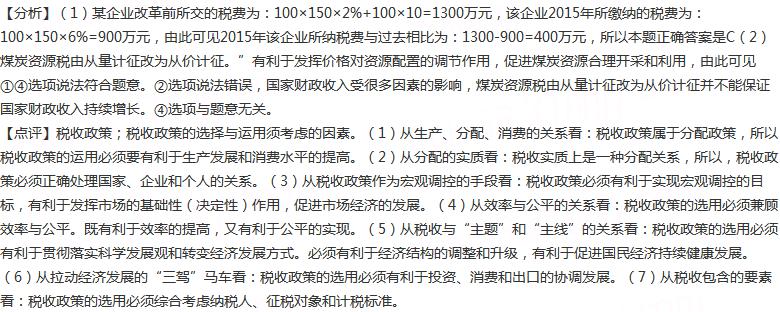 【分析】（1）某企业改革前所交的税费为：100×150×2%+100×10=1300万元，该企业2015年所缴纳的税费为：
100×150×6%=900万元，由此可见2015年该企业所纳税费与过去相比为：1300-900=400万元，所以本题正确答案是C（2）
煤炭资源税由从量计征改为从价计征。”有利于发挥价格对资源配置的调节作用，促进煤炭资源合理开采和利用，由此可见
①④选项说法符合题意。②选项说法错误，国家财政收入受很多因素的影响，煤炭资源税由从量计征改为从价计征并不能保证
国家财政收入持续增长。④选项与题意无关。
【点评】税收政策；税收政策的选择与运用须考虑的因素。（1）从生产、分配、消费的关系看：税收政策属于分配政策，所以
税收政策的运用必须要有利于生产发展和消费水平的提高。（2）从分配的实质看：税收实质上是一种分配关系，所以，税收政
策必须正确处理国家、企业和个人的关系。（3）从税收政策作为宏观调控的手段看：税收政策必须有利于实现宏观调控的目
标，有利于发挥市场的基础性（决定性）作用，促进市场经济的发展。（4）从效率与公平的关系看：税收政策的选用必须兼顾
效率与公平。既有利于效率的提高，又有利于公平的实现。（5）从税收与“主题”和“主线”的关系看：税收政策的选用必须
有利于贯彻落实科学发展观和转变经济发展方式。必须有利于经济结构的调整和升级，有利于促进国民经济持续健康发展。
（6）从拉动经济发展的“三驾”马车看：税收政策的选用必须有利于投资、消费和出口的协调发展。（7）从税收包含的要素
看：税收政策的选用必须综合考虑纳税人、征税对象和计税标准。